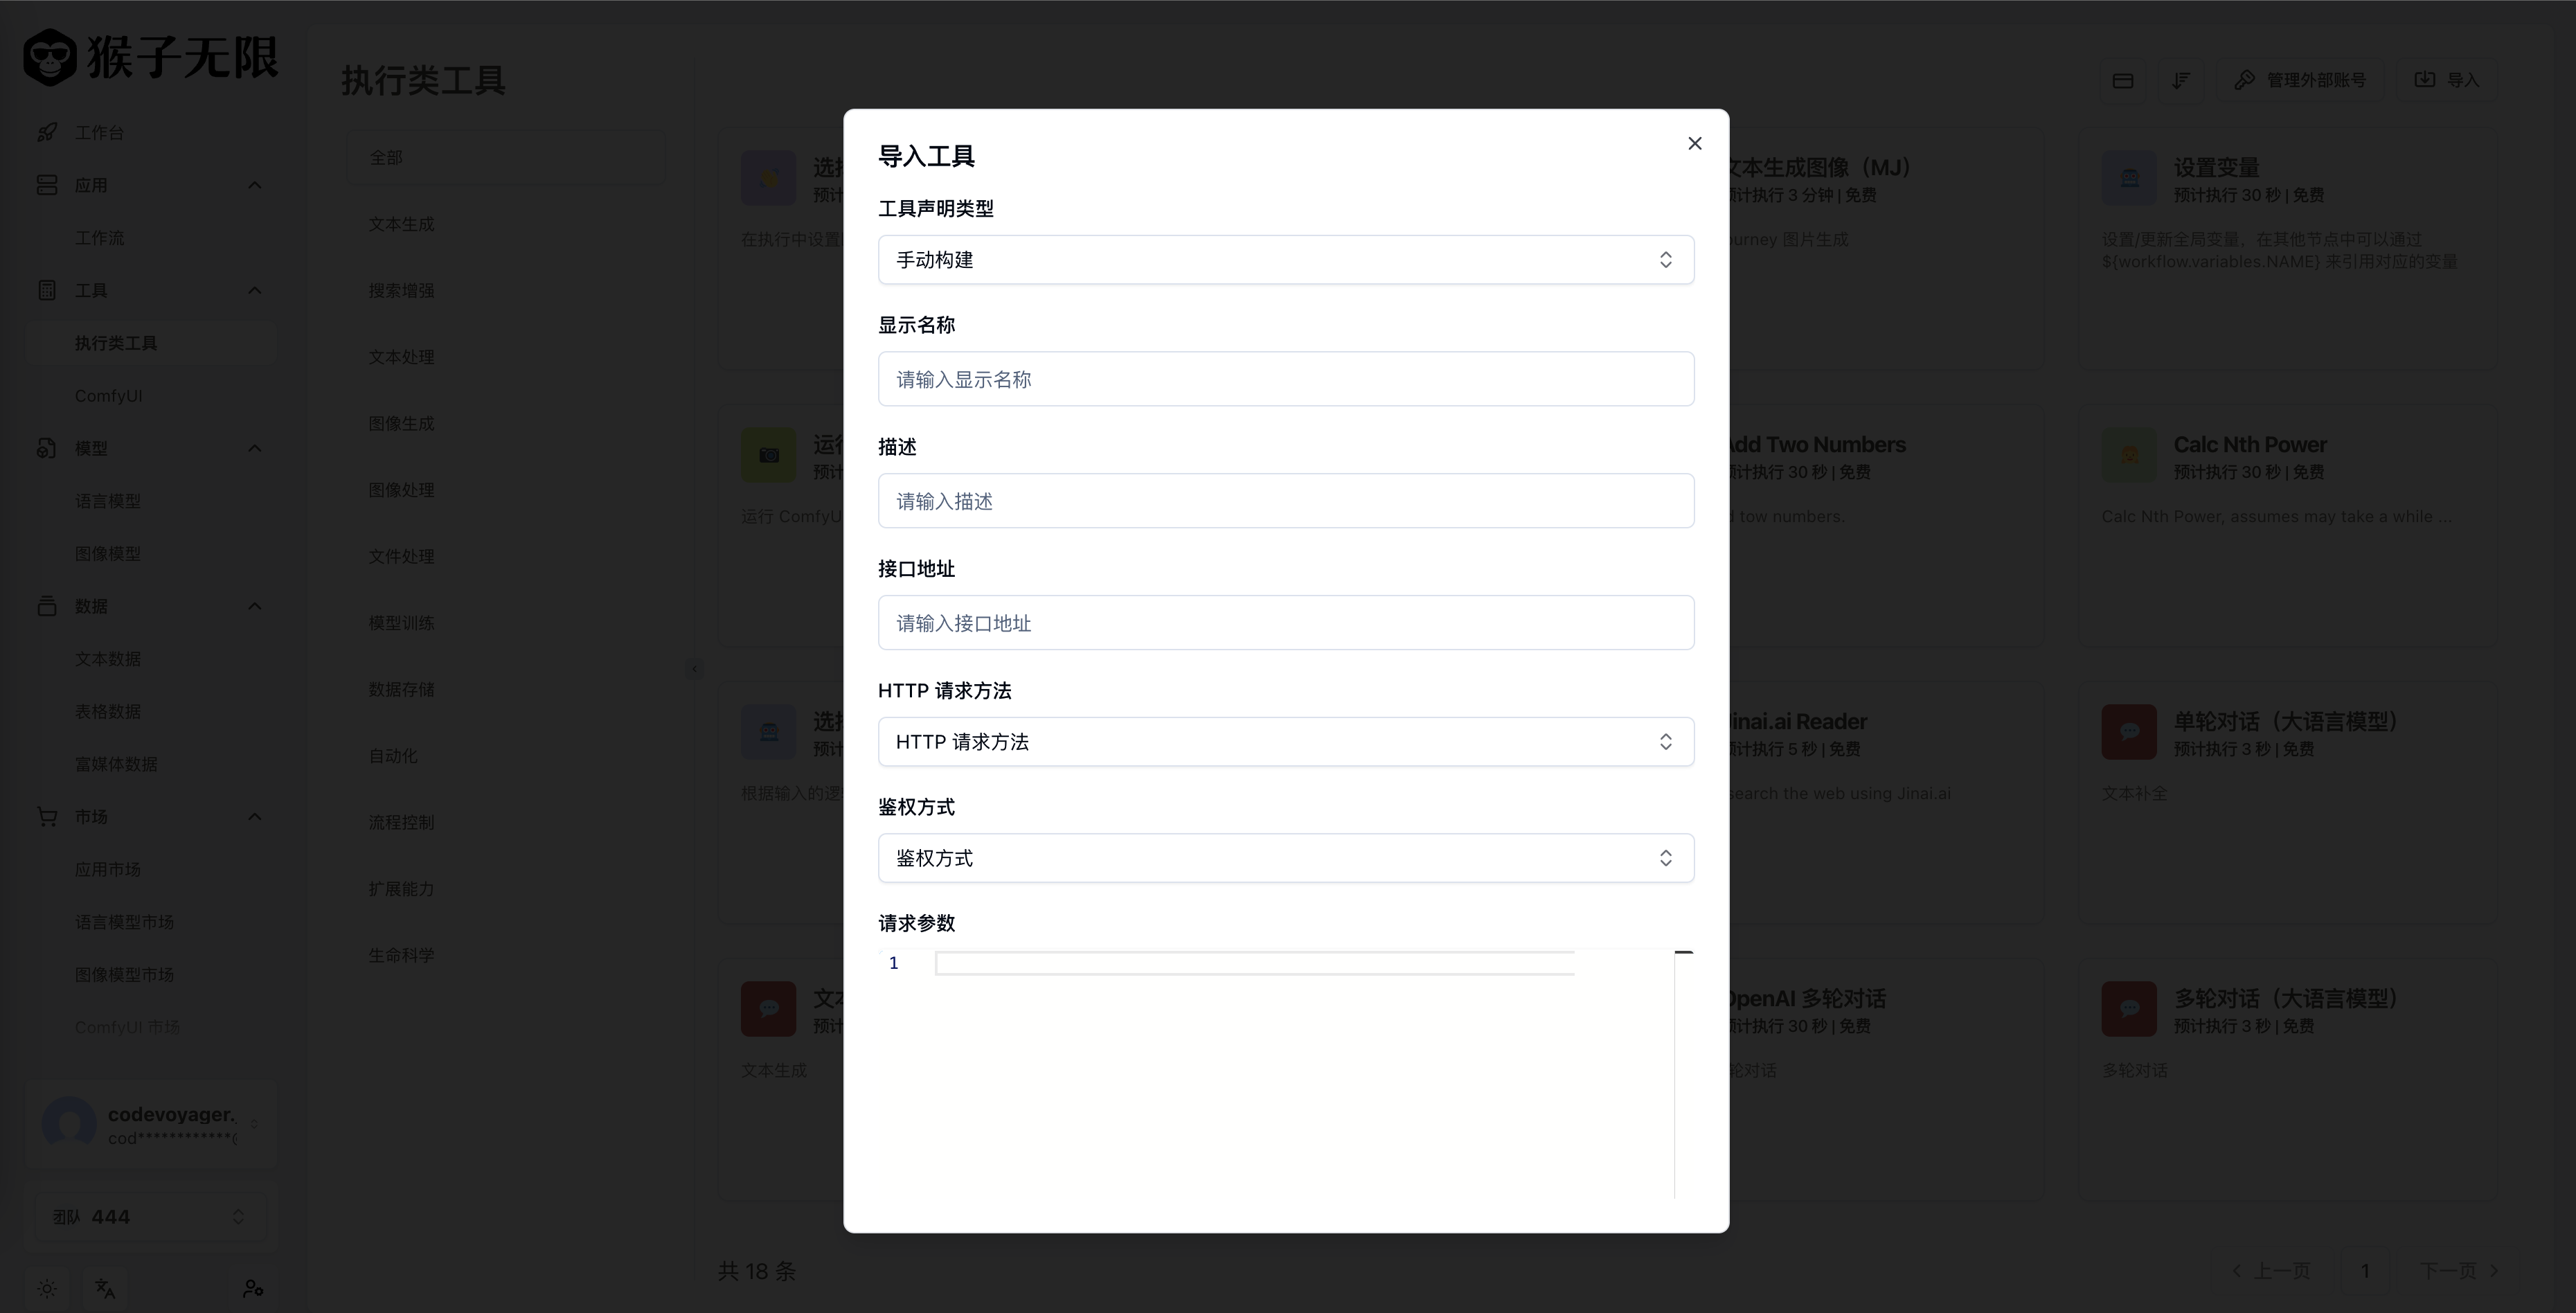 猴子无限
工作台
应用
工作流
工具
执行类工具
ComfyUI
模型
语言模型
图像模型
数据
文本数据
表格数据
富媒体数据
市场
应用市场
语言模型市场
图像模型市场
ComfyUI 市场
codevoyager.
cod************
团队 444
执行类工具
全部
文本生成
搜索增强
文本处理
图像生成
图像处理
文件处理
模型训练
数据存储
自动化
流程控制
扩展能力
生命科学
管理外部账号
导入
导入工具
工具声明类型
手动构建
显示名称
请输入显示名称
描述
请输入描述
接口地址
请输入接口地址
HTTP 请求方法
HTTP 请求方法
鉴权方式
鉴权方式
请求参数
1
选
预计
在执行中设置
运行
预计
运行 ComfyU
选
预计
根据输入的逻
文
预计
文本生成
文本生成图像（MJ）
预计执行 3 分钟 | 免费
urney 图片生成
设置变量
预计执行 30 秒 | 免费
设置/更新全局变量，在其他节点中可以通过
${workflow.variables.NAME} 来引用对应的变量
Add Two Numbers
预计执行 30 秒 | 免费
tow numbers.
Calc Nth Power
预计执行 30 秒 | 免费
Calc Nth Power, assumes may take a while ...
Jinai.ai Reader
预计执行 5 秒 | 免费
search the web using Jinai.ai
单轮对话（大语言模型）
预计执行 3 秒 | 免费
文本补全
OpenAI 多轮对话
预计执行 30 秒 | 免费
轮对话
多轮对话（大语言模型）
预计执行 3 秒 | 免费
多轮对话
共 18 条
上一页
1
下一页